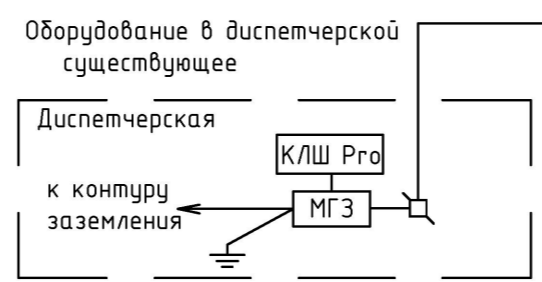 Оборудование в диспетчерской
существующее
Диспетчерская
КЛШ Pro
к контуру
заземления
МГЗ